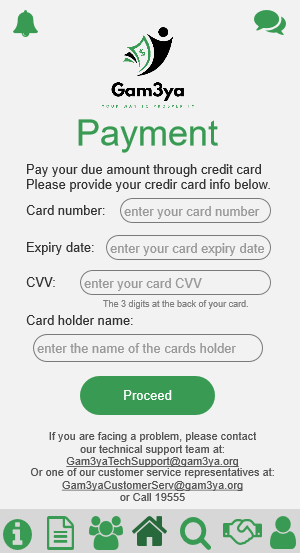 Gam3ya
YOUR WAY TO PROSPERITY
Payment
Pay your due amount through credit card
Please provide your credir card info below.
Card number: enter your card number
Expiry date: enter your card expiry date
CVV: enter your card CVV
The 3 digits at the back of your card.
Card holder name:
enter the name of the cards holder
Proceed
If you are facing a problem, please contact
our technical support team at:
Gam3yaTechSupport@gam3ya.org
Or one of our customer service representatives at:
Gam3yaCustomerServ@gam3ya.org
or Call 19555